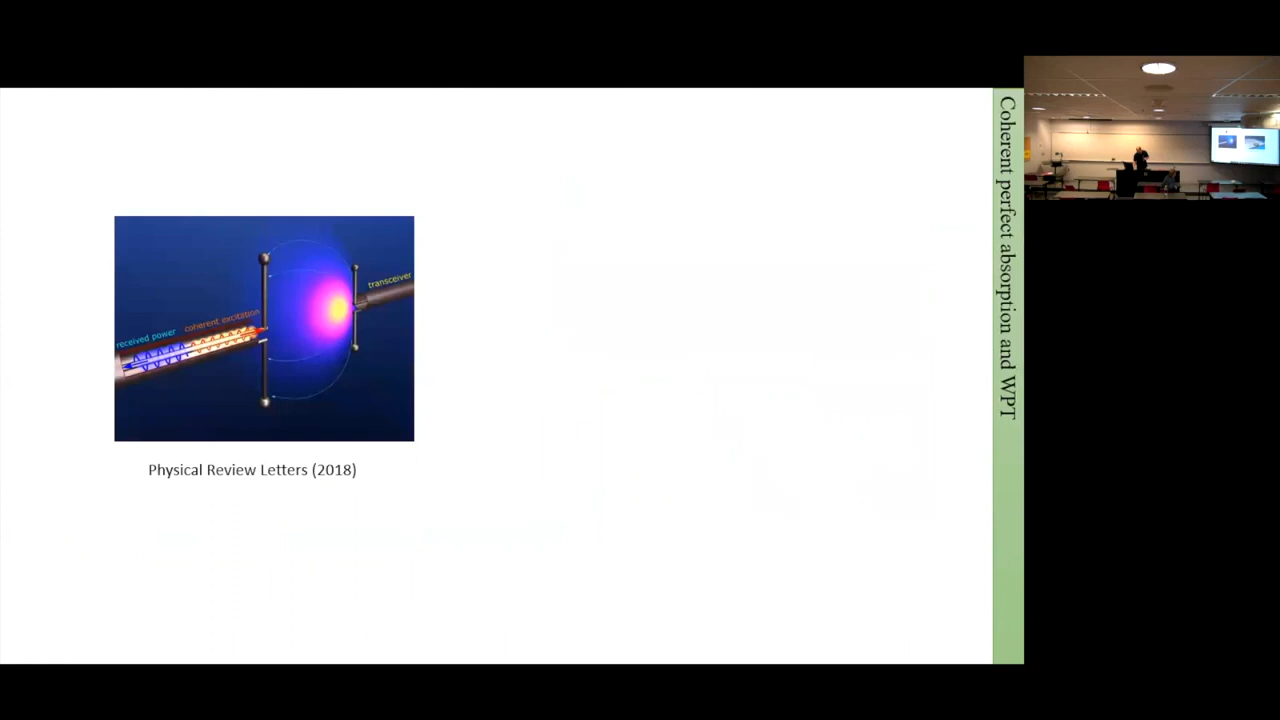 Coherent perfect absorption and WPT
transceiver
coherent excitation
received power
Physical Review Letters (2018)